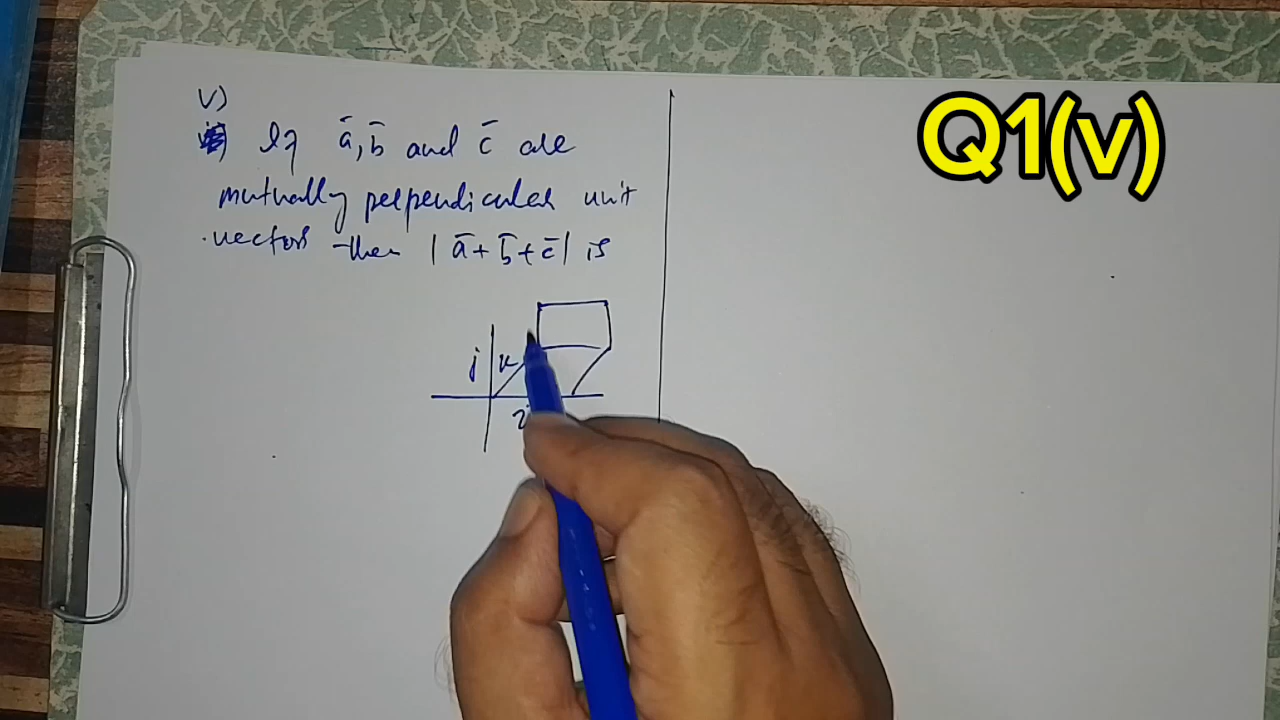 v)
If a̅, b̅ and c̅ are
mutually perpendicular unit
vectors then |a̅+b̅+c̅| is
j k
i
Q1(v)